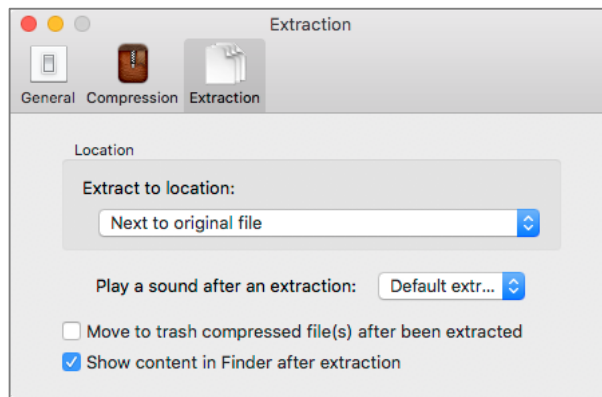 Extraction
General Compression Extraction
Location
Extract to location:
Next to original file
Play a sound after an extraction: Default extr...
Move to trash compressed file(s) after been extracted
Show content in Finder after extraction